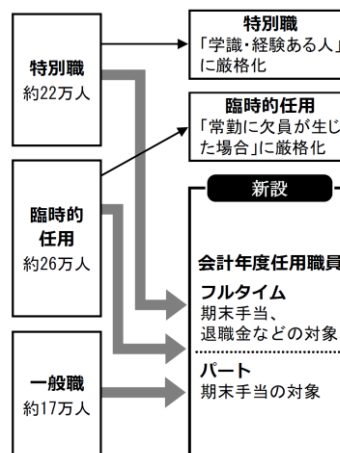 特別職
約22万人
臨時的
任用
約26万人
一般職
約17万人
特別職
「学識・経験ある人」
に厳格化
臨時的任用
「常勤に欠員が生じ
た場合」に厳格化
新設
会計年度任用職員
フルタイム
期末手当、
退職金などの対象
パート
期末手当の対象